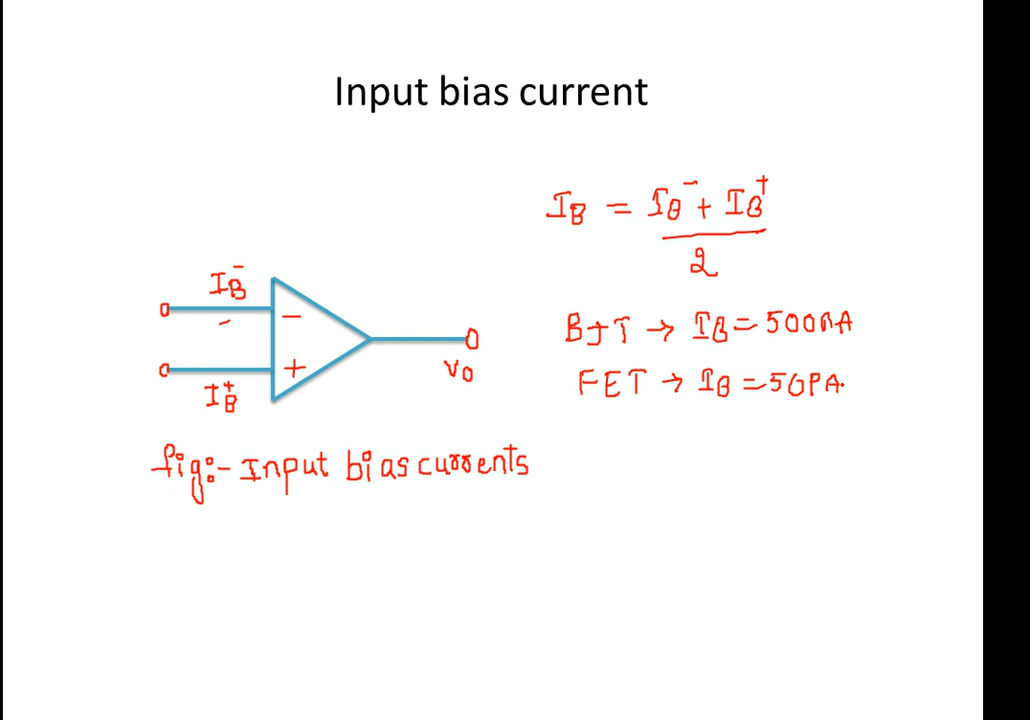 Input bias current
IB = IB⁻ + IB⁺
2
IB⁻
−
+
IB⁺
Vo
BJT → IB = 500nA
FET → IB = 50PA.
fig:- Input bias currents